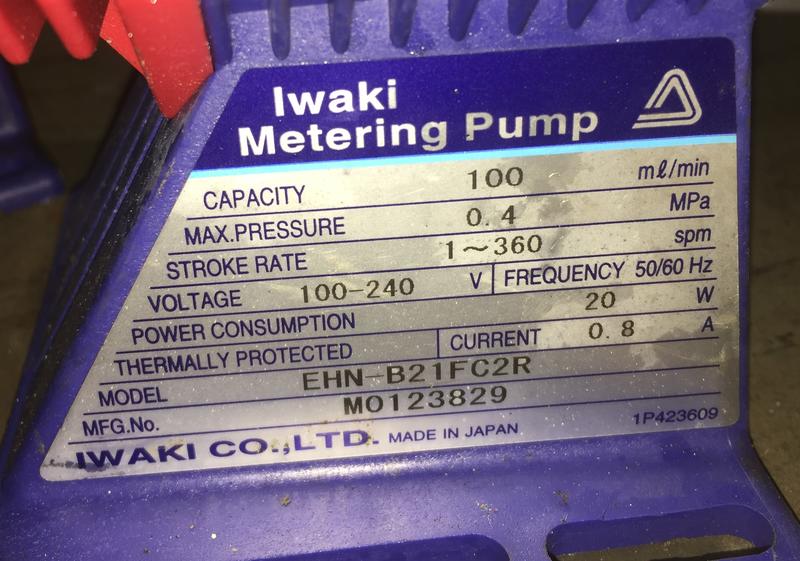 Iwaki
Metering Pump
CAPACITY 100 mℓ/min
MAX.PRESSURE 0.4 MPa
STROKE RATE 1~360 spm
VOLTAGE 100-240 V FREQUENCY 50/60 Hz
POWER CONSUMPTION 20 W
THERMALLY PROTECTED CURRENT 0.8 A
MODEL EHN-B21FC2R
MFG.No. M0123829
IWAKI CO.,LTD. MADE IN JAPAN 1P423609